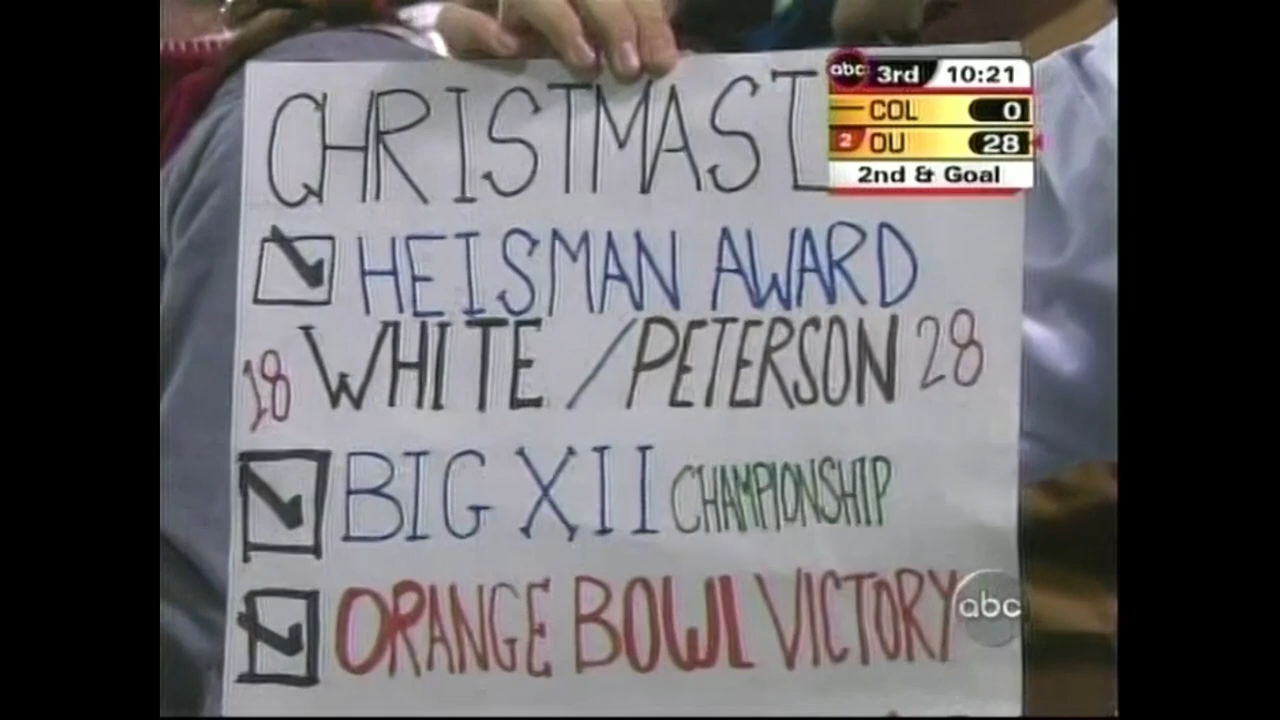 CHRISTMAS L
HEISMAN AWARD
18 WHITE / PETERSON 28
BIG XII CHAMPIONSHIP
ORANGE BOWL VICTORY
abc 3rd 10:21
COL 0
2 OU 28
2nd & Goal
abc